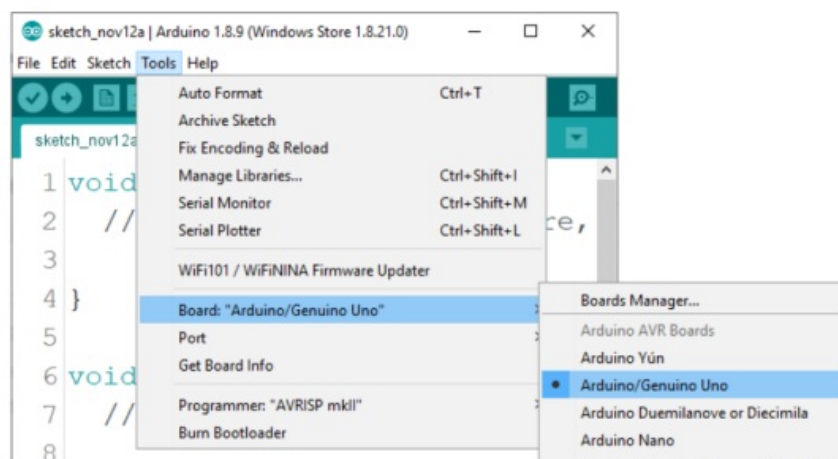 sketch_nov12a | Arduino 1.8.9 (Windows Store 1.8.21.0)
File Edit Sketch Tools Help
sketch_nov12a
1 void
2 //
3
4 }
5
6 void
7 //
8
re,
Auto Format Ctrl+T
Archive Sketch
Fix Encoding & Reload
Manage Libraries... Ctrl+Shift+I
Serial Monitor Ctrl+Shift+M
Serial Plotter Ctrl+Shift+L
WiFi101 / WiFiNINA Firmware Updater
Board: "Arduino/Genuino Uno"
Port
Get Board Info
Programmer: "AVRISP mkII"
Burn Bootloader
Boards Manager...
Arduino AVR Boards
Arduino Yún
Arduino/Genuino Uno
Arduino Duemilanove or Diecimila
Arduino Nano